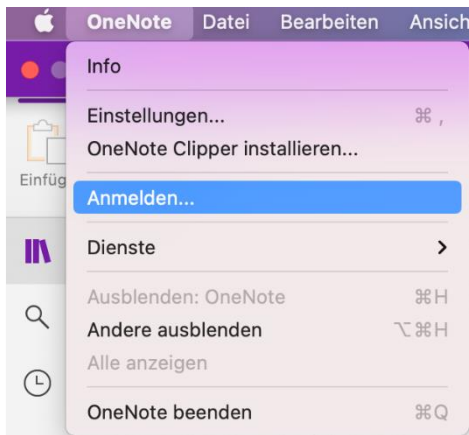 OneNote Datei Bearbeiten Ansich
Info
Einstellungen... ⌘ ,
OneNote Clipper installieren...
Einfüg
Anmelden...
Dienste
Ausblenden: OneNote ⌘H
Andere ausblenden ⌥⌘H
Alle anzeigen
OneNote beenden ⌘Q